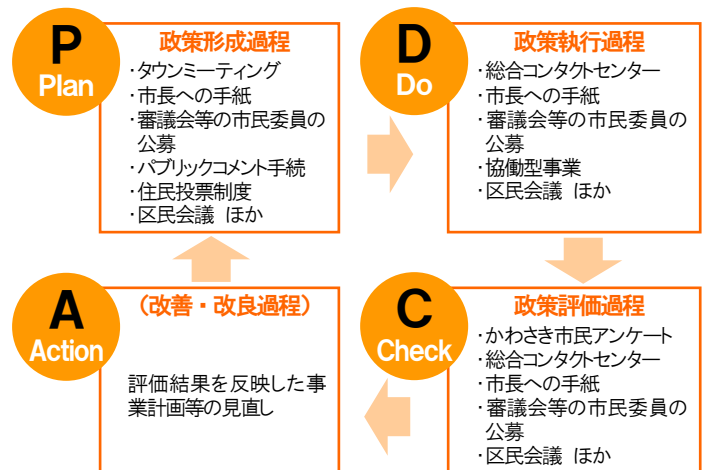 P
Plan
政策形成過程
・タウンミーティング
・市長への手紙
・審議会等の市民委員の
公募
・パブリックコメント手続
・住民投票制度
・区民会議 ほか
D
Do
政策執行過程
・総合コンタクトセンター
・市長への手紙
・審議会等の市民委員の
公募
・協働型事業
・区民会議 ほか
A
Action
(改善・改良過程)
評価結果を反映した事
業計画等の見直し
C
Check
政策評価過程
・かわさき市民アンケート
・総合コンタクトセンター
・市長への手紙
・審議会等の市民委員の
公募
・区民会議 ほか